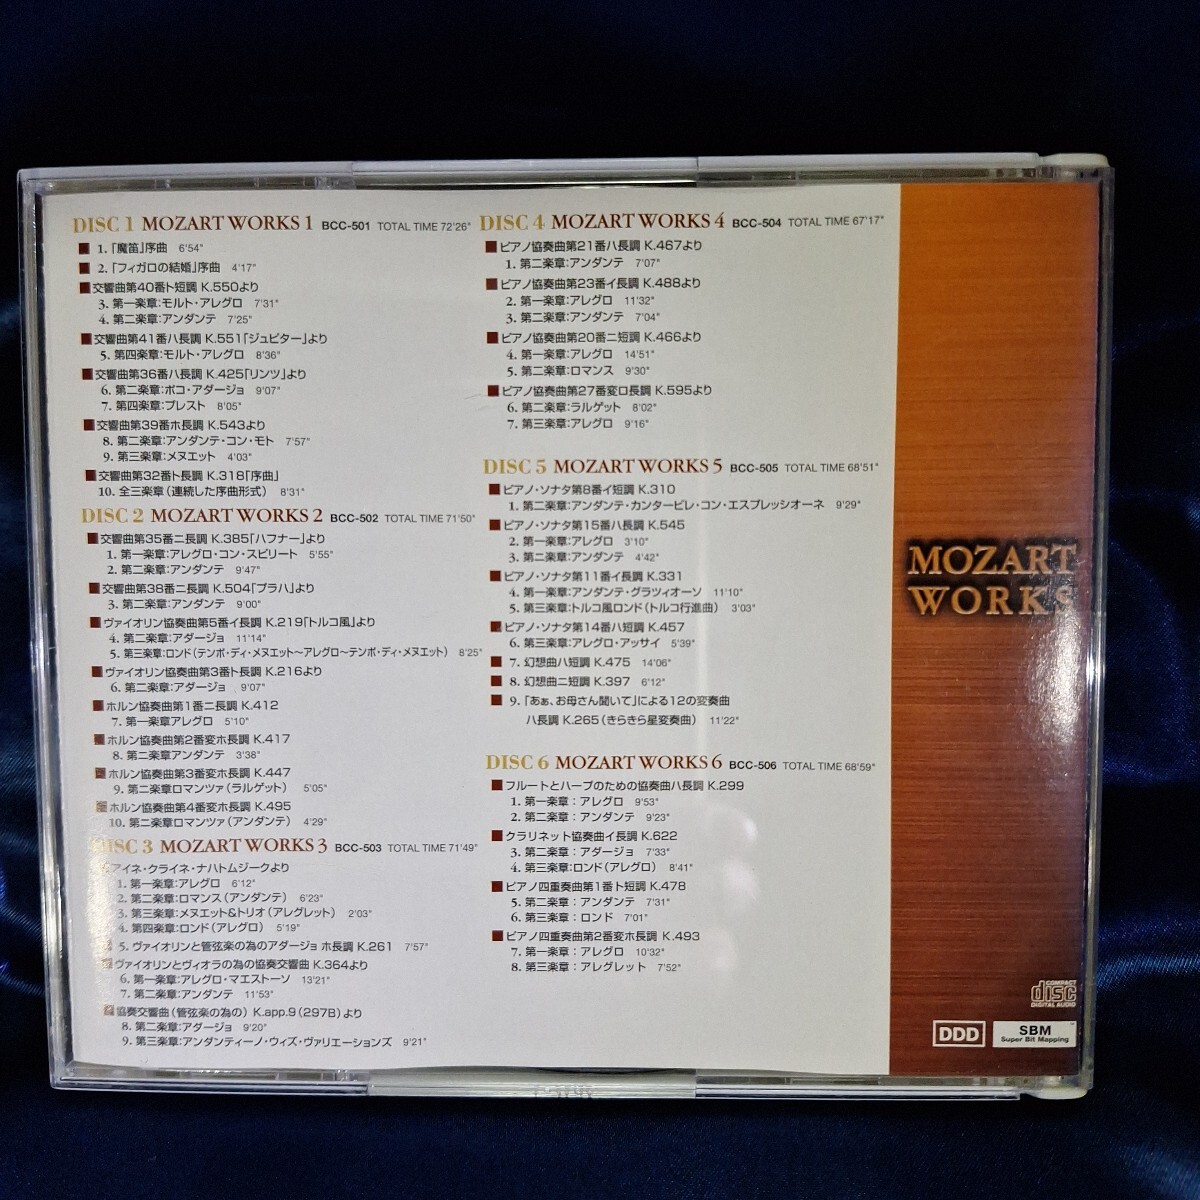 DISC 1 MOZART WORKS 1 BCC-501 TOTAL TIME 72'26"
1.「魔笛」序曲 6'54"
2.「フィガロの結婚」序曲 4'17"
交響曲第40番ト短調 K.550より
3. 第一楽章:モルト・アレグロ 7'31"
4. 第二楽章:アンダンテ 7'25"
交響曲第41番ハ長調 K.551「ジュピター」より
5. 第四楽章:モルト・アレグロ 8'36"
交響曲第36番ハ長調 K.425「リンツ」より
6. 第二楽章:ポコ・アダージョ 9'07"
7. 第四楽章:プレスト 8'05"
交響曲第39番ホ長調 K.543より
8. 第二楽章:アンダンテ・コン・モト 7'57"
9. 第三楽章:メヌエット 4'03"
交響曲第32番ト長調 K.318「序曲」
10. 全三楽章(連続した序曲形式) 8'31"
DISC 2 MOZART WORKS 2 BCC-502 TOTAL TIME 71'50"
交響曲第35番ニ長調 K.385「ハフナー」より
1. 第一楽章:アレグロ・コン・スピリート 5'55"
2. 第二楽章:アンダンテ 9'47"
交響曲第38番ニ長調 K.504「プラハ」より
3. 第二楽章:アンダンテ 9'00"
ヴァイオリン協奏曲第5番イ長調 K.219「トルコ風」より
4. 第二楽章:アダージョ 11'14"
5. 第三楽章:ロンド(テンポ・ディ・メヌエット〜アレグロ〜テンポ・ディ・メヌエット) 8'25"
ヴァイオリン協奏曲第3番ト長調 K.216より
6. 第二楽章:アダージョ 9'07"
ホルン協奏曲第1番ニ長調 K.412
7. 第一楽章アレグロ 5'10"
ホルン協奏曲第2番変ホ長調 K.417
8. 第二楽章アンダンテ 3'38"
ホルン協奏曲第3番変ホ長調 K.447
9. 第二楽章ロマンツァ(ラルゲット) 5'05"
ホルン協奏曲第4番変ホ長調 K.495
10. 第二楽章ロマンツァ(アンダンテ) 4'29"
DISC 3 MOZART WORKS 3 BCC-503 TOTAL TIME 71'49"
アイネ・クライネ・ナハトムジークより
1. 第一楽章:アレグロ 6'12"
2. 第二楽章:ロマンス(アンダンテ) 6'23"
3. 第三楽章:メヌエット&トリオ(アレグレット) 2'03"
4. 第四楽章:ロンド(アレグロ) 5'19"
5. ヴァイオリンと管弦楽の為のアダージョ ホ長調 K.261 7'57"
ヴァイオリンとヴィオラの為の協奏交響曲 K.364より
6. 第一楽章:アレグロ・マエストーソ 13'21"
7. 第二楽章:アンダンテ 11'53"
協奏交響曲(管弦楽の為の) K.app.9(297B)より
8. 第二楽章:アダージョ 9'20"
9. 第三楽章:アンダンティーノ・ウィズ・ヴァリエーションズ 9'21"
DISC 4 MOZART WORKS 4 BCC-504 TOTAL TIME 67'17"
ピアノ協奏曲第21番ハ長調 K.467より
1. 第二楽章:アンダンテ 7'07"
ピアノ協奏曲第23番イ長調 K.488より
2. 第一楽章:アレグロ 11'32"
3. 第二楽章:アンダンテ 7'04"
ピアノ協奏曲第20番ニ短調 K.466より
4. 第一楽章:アレグロ 14'51"
5. 第二楽章:ロマンス 9'30"
ピアノ協奏曲第27番変ロ長調 K.595より
6. 第二楽章:ラルゲット 8'02"
7. 第三楽章:アレグロ 9'16"
DISC 5 MOZART WORKS 5 BCC-505 TOTAL TIME 68'51"
ピアノ・ソナタ第8番イ短調 K.310
1. 第二楽章:アンダンテ・カンタービレ・コン・エスプレッシオーネ 9'29"
ピアノ・ソナタ第15番ハ長調 K.545
2. 第一楽章:アレグロ 3'10"
3. 第二楽章:アンダンテ 4'42"
ピアノ・ソナタ第11番イ長調 K.331
4. 第一楽章:アンダンテ・グラツィオーソ 11'10"
5. 第三楽章:トルコ風ロンド(トルコ行進曲) 3'03"
ピアノ・ソナタ第14番ハ短調 K.457
6. 第三楽章:アレグロ・アッサイ 5'39"
7. 幻想曲ハ短調 K.475 14'06"
8. 幻想曲ニ短調 K.397 6'12"
9.「あぁ、お母さん聞いて」による12の変奏曲
ハ長調 K.265(きらきら星変奏曲) 11'22"
DISC 6 MOZART WORKS 6 BCC-506 TOTAL TIME 68'59"
フルートとハープのための協奏曲ハ長調 K.299
1. 第一楽章:アレグロ 9'53"
2. 第二楽章:アンダンテ 9'23"
クラリネット協奏曲イ長調 K.622
3. 第二楽章:アダージョ 7'33"
4. 第三楽章:ロンド(アレグロ) 8'41"
ピアノ四重奏曲第1番ト短調 K.478
5. 第二楽章:アンダンテ 7'31"
6. 第三楽章:ロンド 7'01"
ピアノ四重奏曲第2番変ホ長調 K.493
7. 第一楽章:アレグロ 10'32"
8. 第三楽章:アレグレット 7'52"
MOZART
WORKS
COMPACT
disc
DIGITAL AUDIO
DDD
SBM
Super Bit Mapping